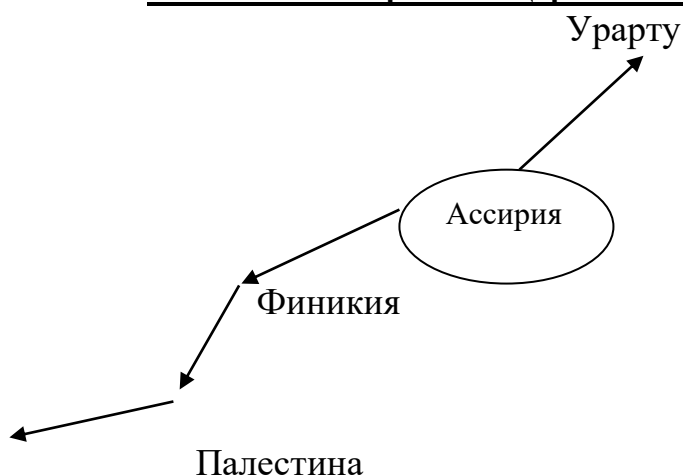 Урарту
Ассирия
Финикия
Палестина